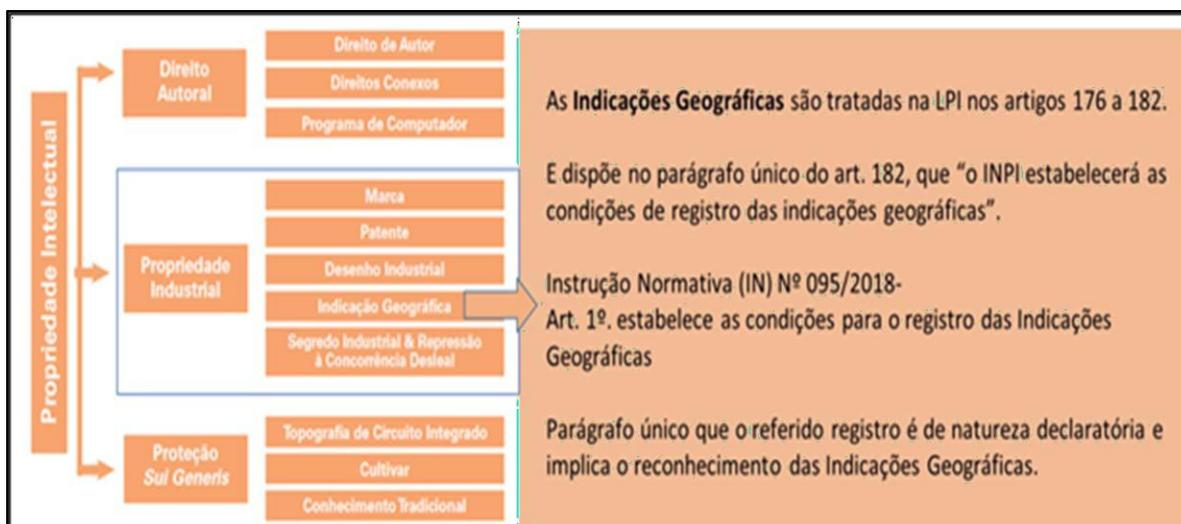 Propriedade Intelectual
Direito
Autoral
Direito de Autor
Direitos Conexos
Programa de Computador
Propriedade
Industrial
Marca
Patente
Desenho Industrial
Indicação Geográfica
Segredo Industrial & Repressão
à Concorrência Desleal
Proteção
Sui Generis
Topografia de Circuito Integrado
Cultivar
Conhecimento Tradicional
As Indicações Geográficas são tratadas na LPI nos artigos 176 a 182.
E dispõe no parágrafo único do art. 182, que “o INPI estabelecerá as
condições de registro das indicações geográficas”.
Instrução Normativa (IN) Nº 095/2018-
Art. 1º. estabelece as condições para o registro das Indicações
Geográficas
Parágrafo único que o referido registro é de natureza declaratória e
implica o reconhecimento das Indicações Geográficas.